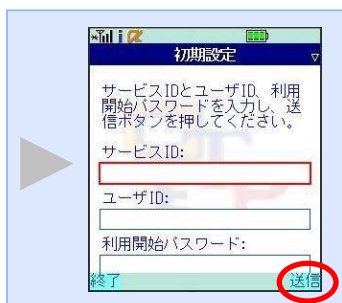 初期設定
サービスIDとユーザID、利用
開始パスワードを入力し、送
信ボタンを押してください。
サービスID:
ユーザID:
利用開始パスワード:
終了 送信